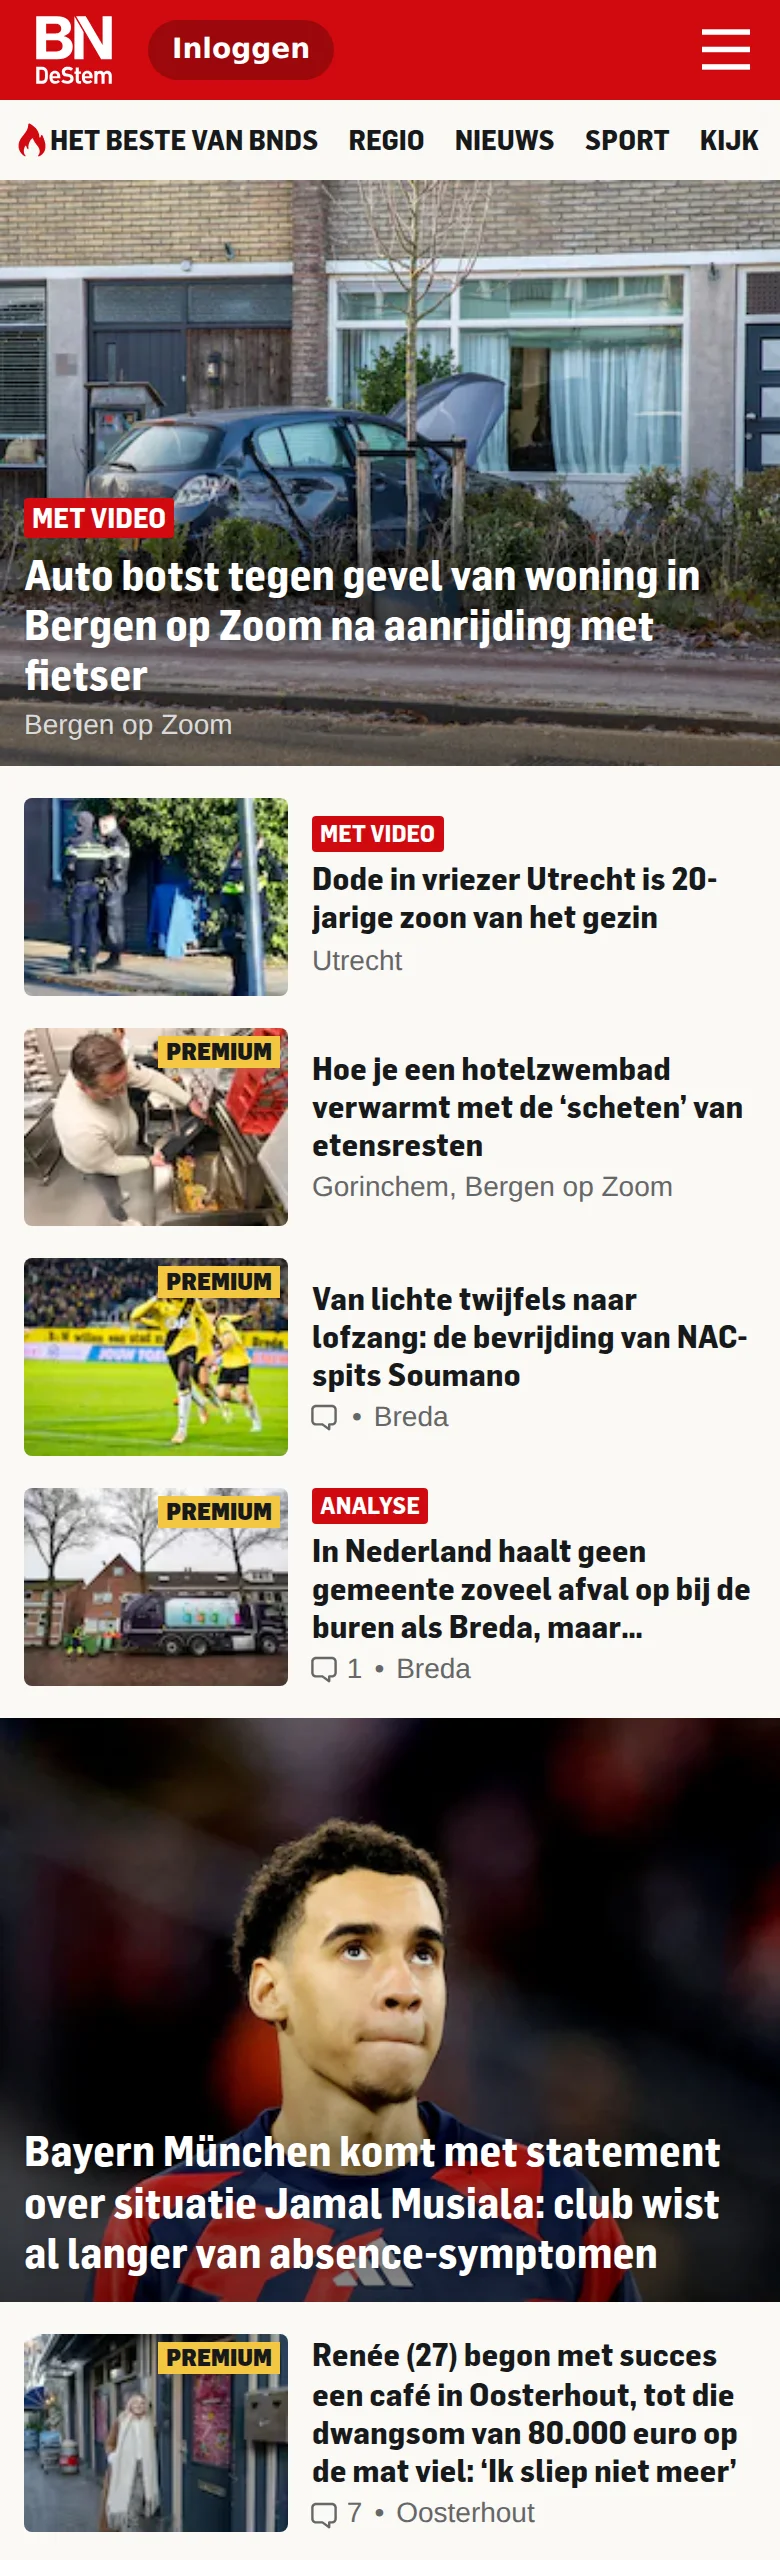 BN
DeStem
Inloggen
HET BESTE VAN BNDS REGIO NIEUWS SPORT KIJK
MET VIDEO
Auto botst tegen gevel van woning in
Bergen op Zoom na aanrijding met
fietser
Bergen op Zoom
MET VIDEO
Dode in vriezer Utrecht is 20-
jarige zoon van het gezin
Utrecht
PREMIUM
Hoe je een hotelzwembad
verwarmt met de ‘scheten’ van
etensresten
Gorinchem, Bergen op Zoom
PREMIUM
Van lichte twijfels naar
lofzang: de bevrijding van NAC-
spits Soumano
• Breda
PREMIUM
ANALYSE
In Nederland haalt geen
gemeente zoveel afval op bij de
buren als Breda, maar...
1 • Breda
Bayern München komt met statement
over situatie Jamal Musiala: club wist
al langer van absence-symptomen
PREMIUM
Renée (27) begon met succes
een café in Oosterhout, tot die
dwangsom van 80.000 euro op
de mat viel: ‘Ik sliep niet meer’
7 • Oosterhout